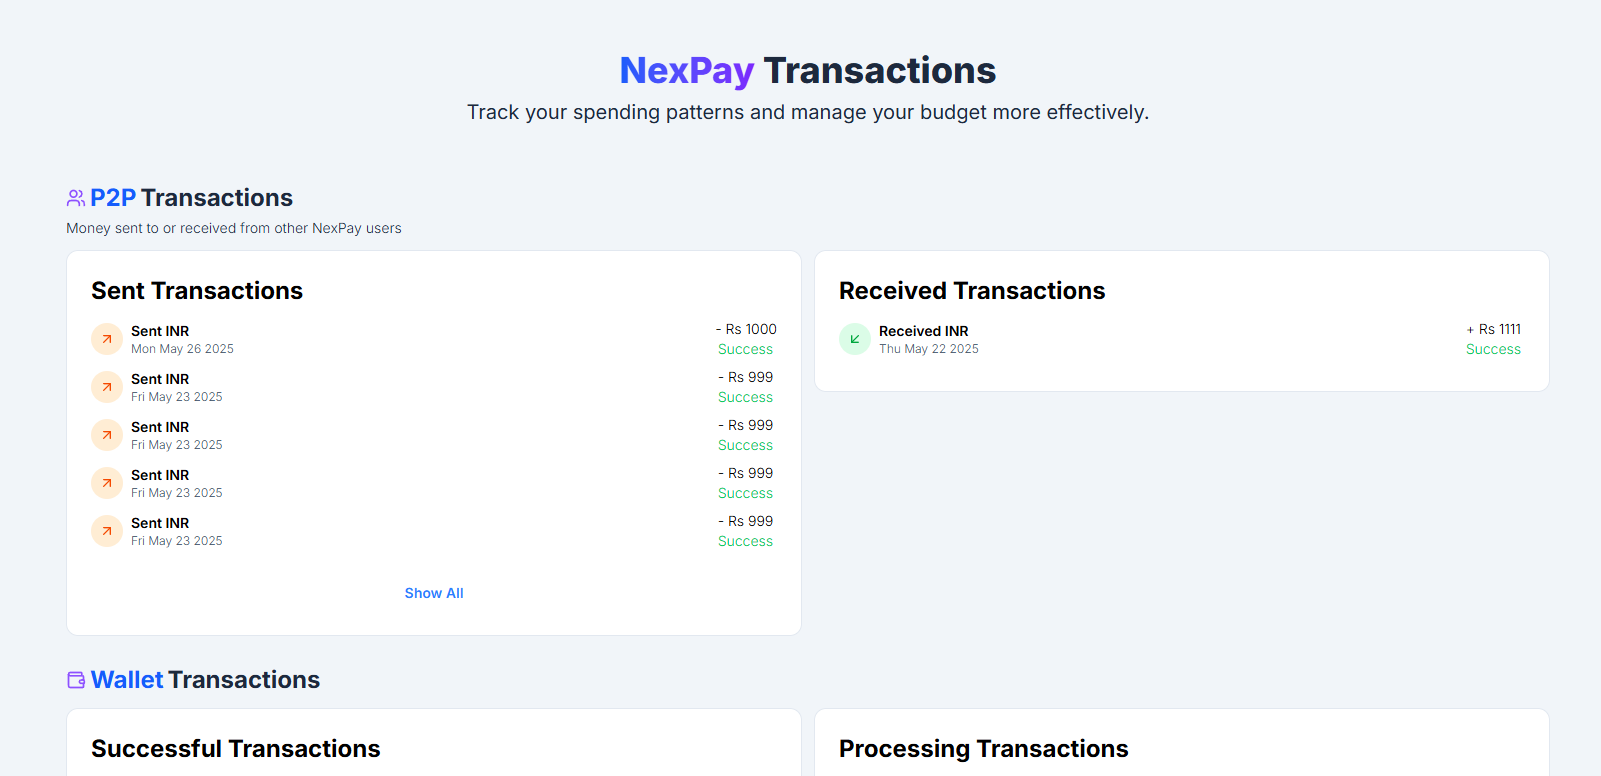 NexPay Transactions
Track your spending patterns and manage your budget more effectively.
P2P Transactions
Money sent to or received from other NexPay users
Sent Transactions
Sent INR
- Rs 1000
Mon May 26 2025
Success
Sent INR
- Rs 999
Fri May 23 2025
Success
Sent INR
- Rs 999
Fri May 23 2025
Success
Sent INR
- Rs 999
Fri May 23 2025
Success
Sent INR
- Rs 999
Fri May 23 2025
Success
Show All
Received Transactions
Received INR
+ Rs 1111
Thu May 22 2025
Success
Wallet Transactions
Successful Transactions
Processing Transactions